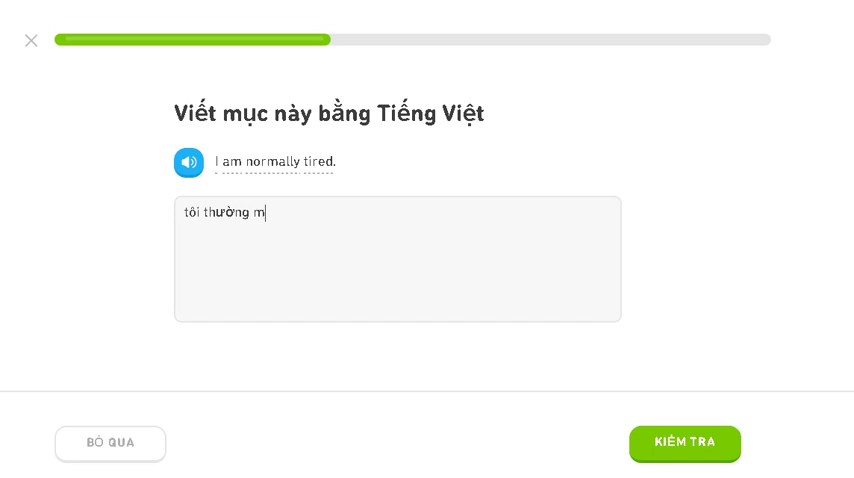 Viết mục này bằng Tiếng Việt
I am normally tired.
tôi thường m
BỎ QUA
KIỂM TRA